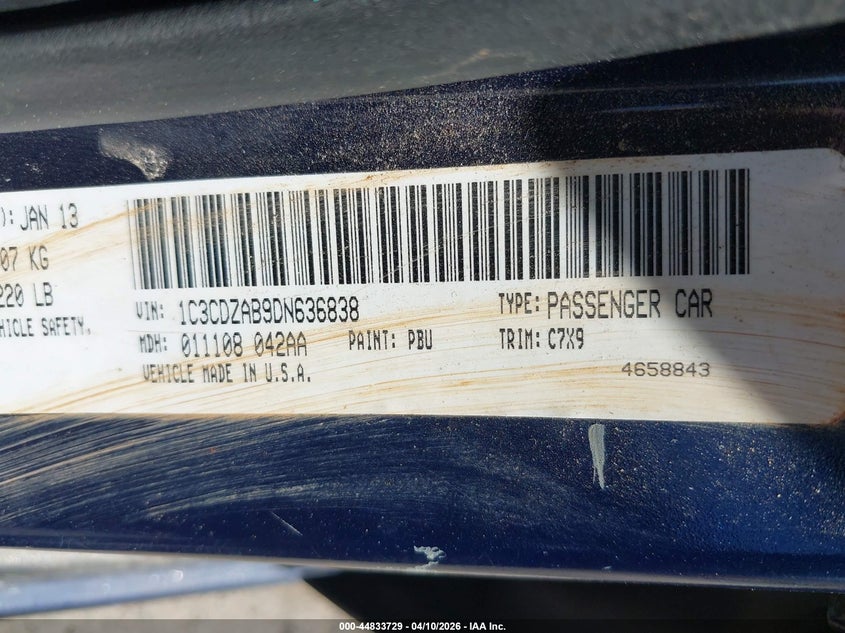 ): JAN 13
07 KG
220 LB
HICLE SAFETY.
VIN: 1C3CDZAB9DN636838
TYPE: PASSENGER CAR
MDH: 011108 042AA
PAINT: PBU
TRIM: C7X9
VEHICLE MADE IN U.S.A.
4658843
000-44833729 - 04/10/2026 - IAA Inc.